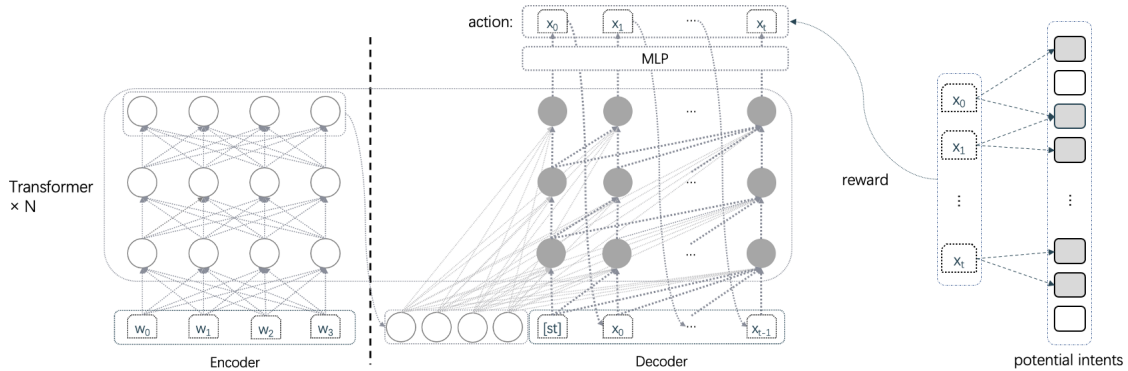 action: x0 x1 ... xt
MLP
x0
x1
Transformer
× N
reward
⋮
⋮
xt
w0 w1 w2 w3 [st] x0 ... xt-1
Encoder
Decoder
potential intents